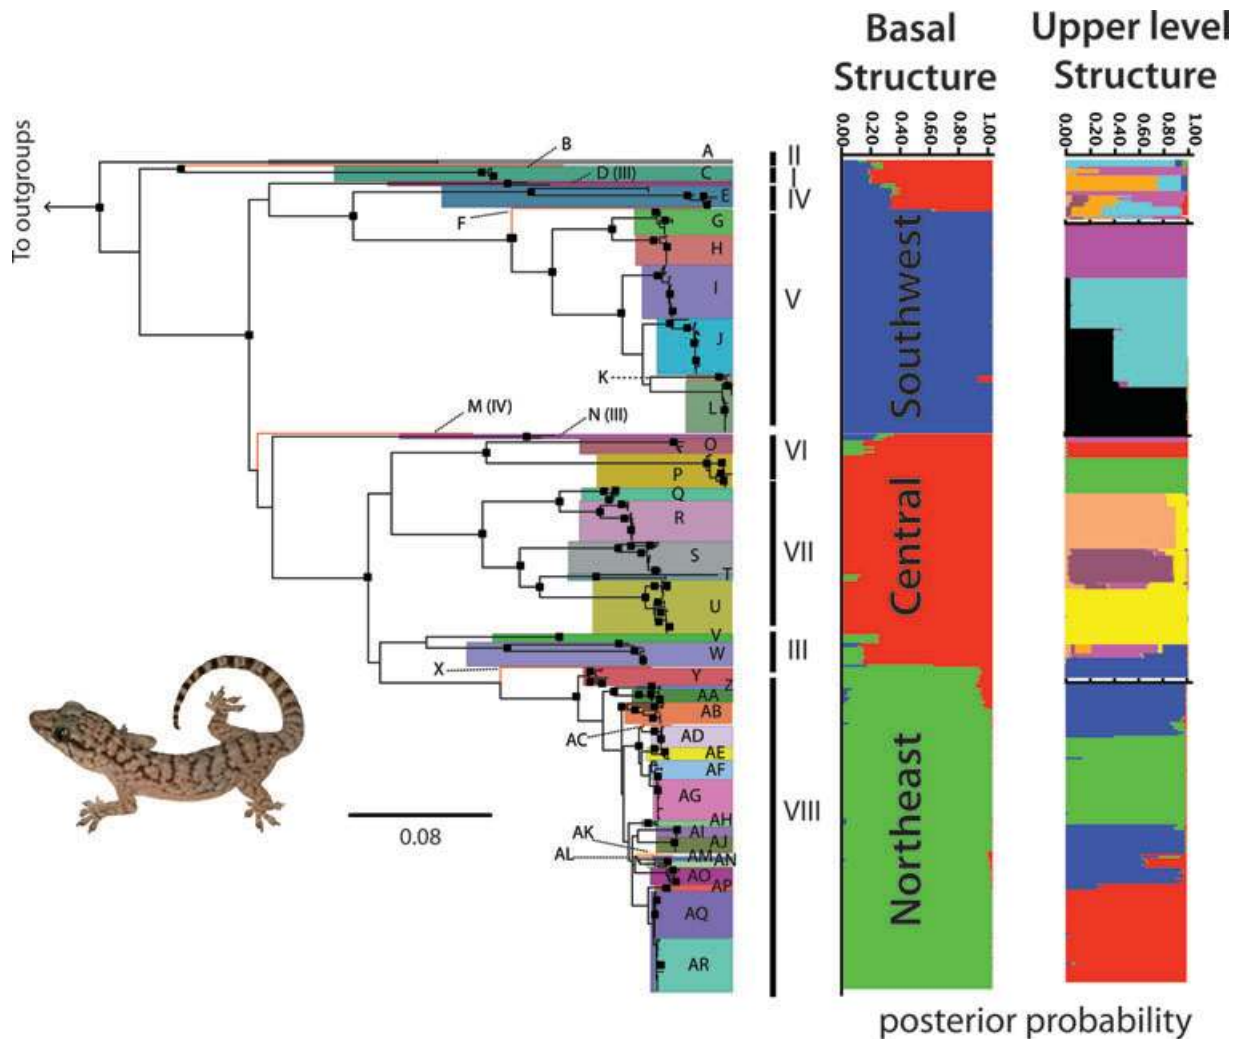 Basal
Structure
Upper level
Structure
0.00
0.20
0.40
0.60
0.80
1.00
0.00
0.20
0.40
0.60
0.80
1.00
To outgroups
A
B
C
D (III)
E
F
G
H
I
J
K
L
M (IV)
N (III)
O
P
Q
R
S
T
U
V
W
X
Y
Z
AA
AB
AC
AD
AE
AF
AG
AH
AI
AJ
AK
AL
AM
AN
AO
AP
AQ
AR
II
I
IV
V
VI
VII
III
VIII
Southwest
Central
Northeast
0.08
posterior probability